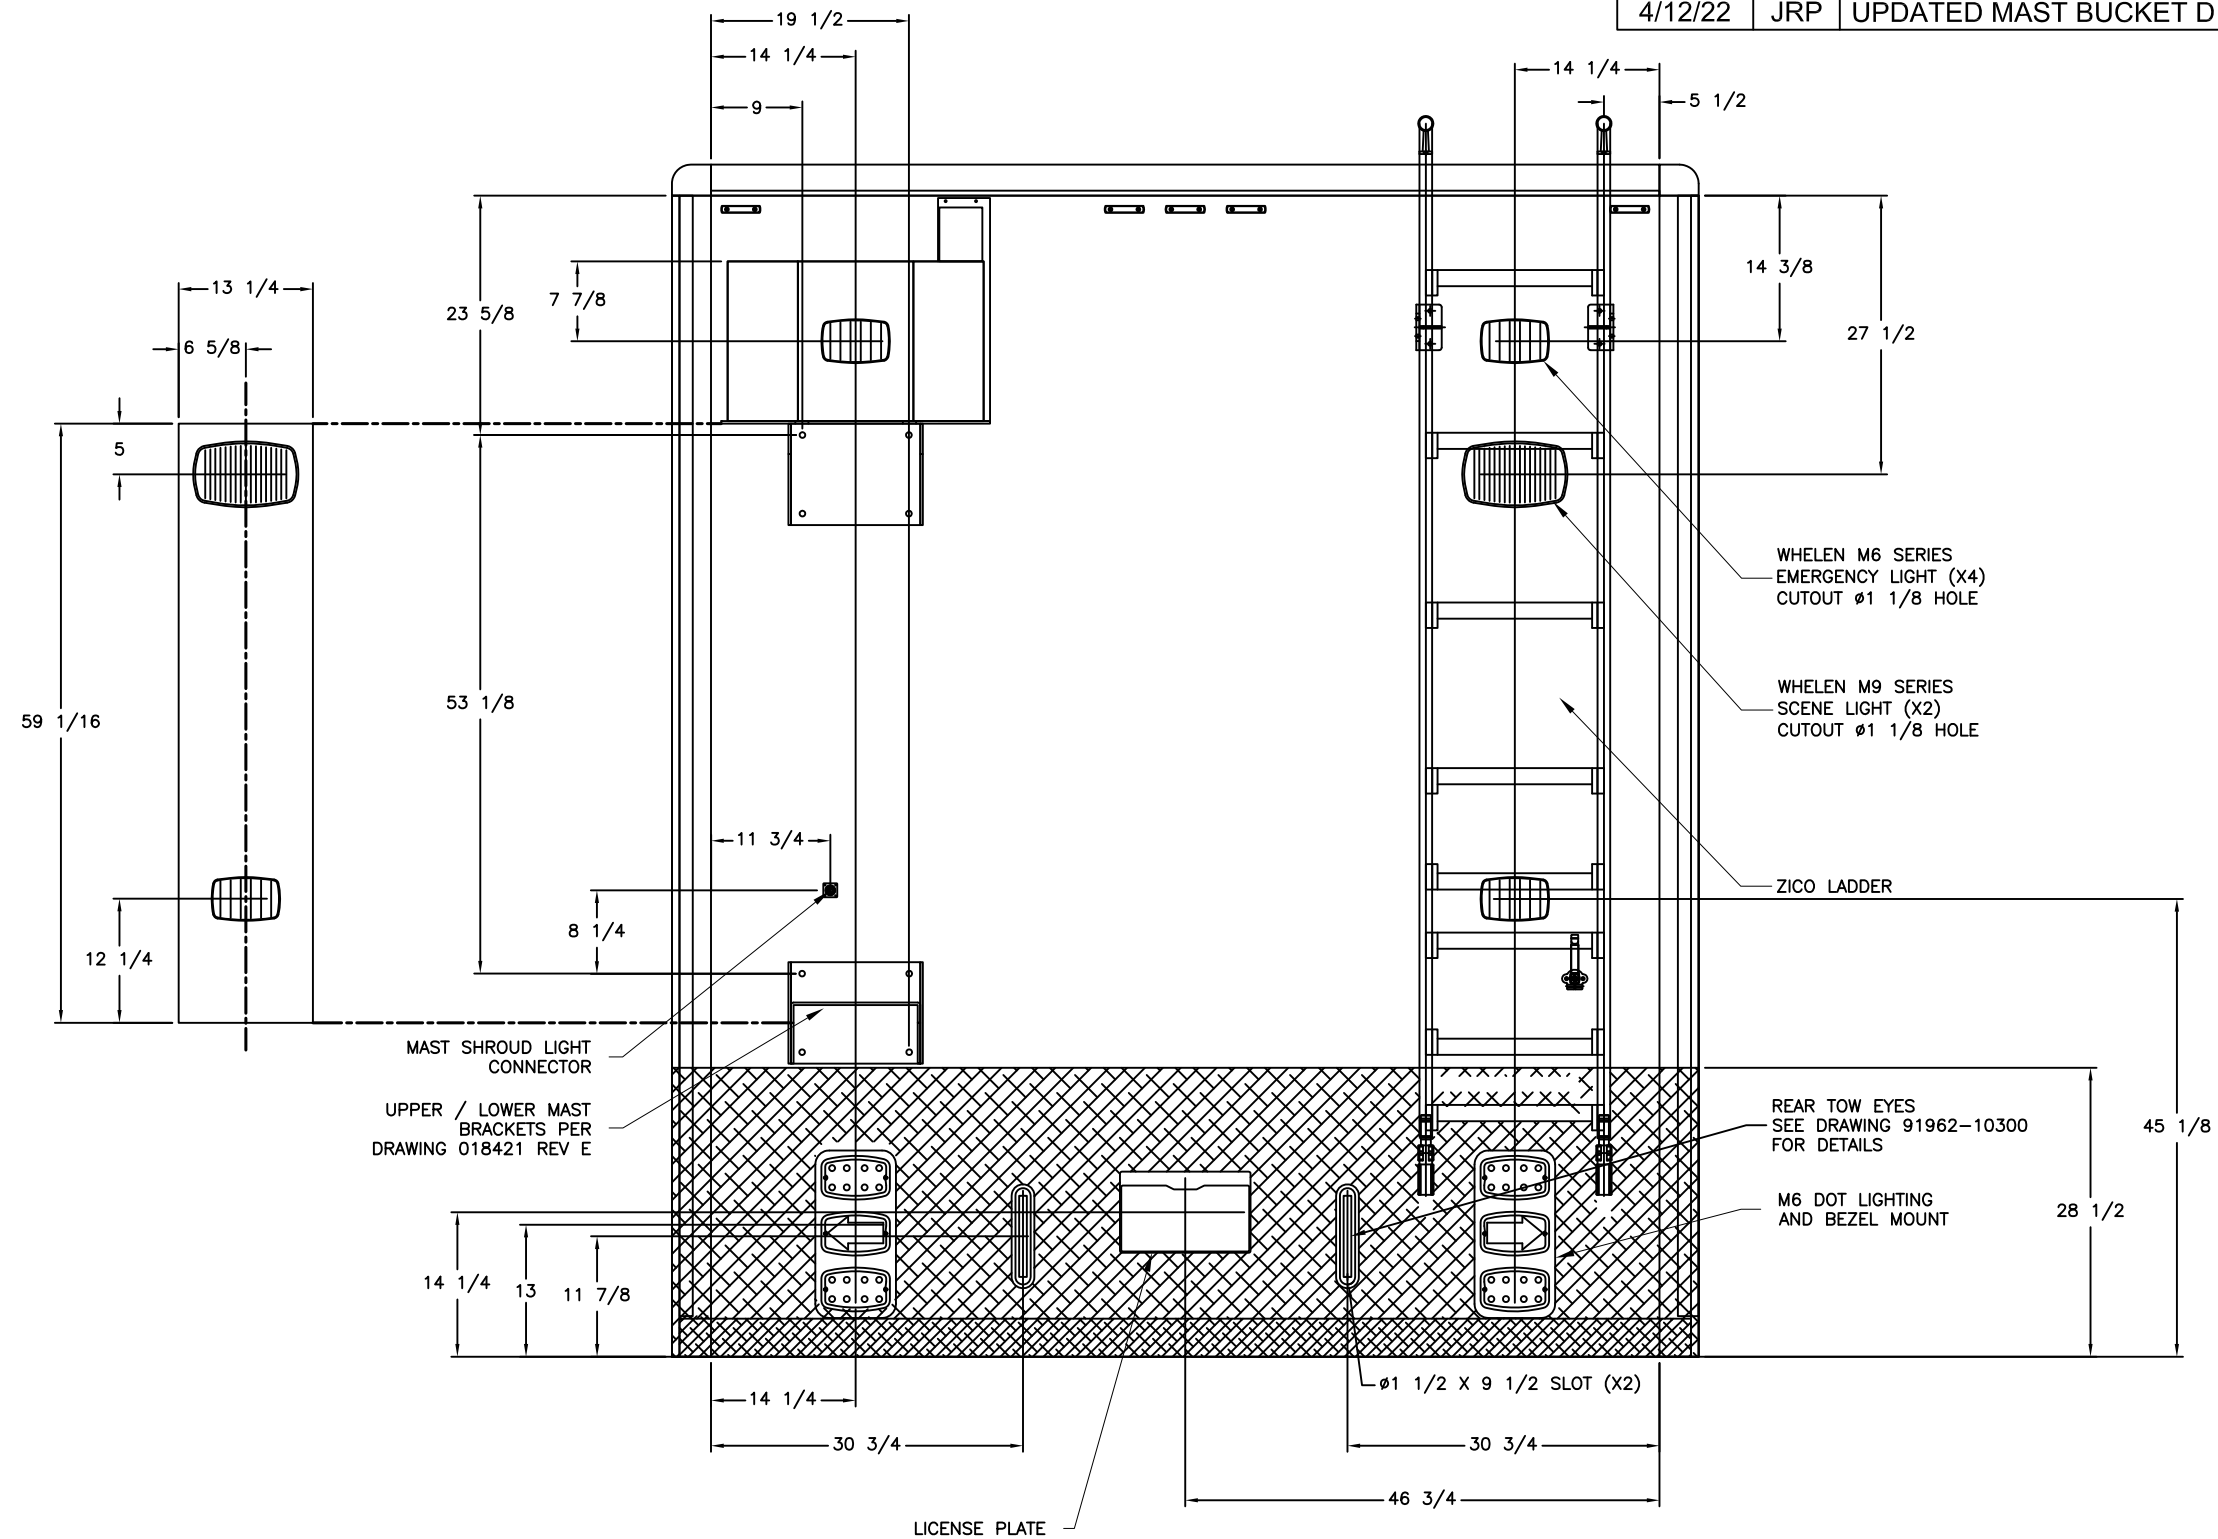 4/12/22 JRP UPDATED MAST BUCKET D
19 1/2
14 1/4
9
14 1/4
5 1/2
13 1/4
6 5/8
5
59 1/16
12 1/4
23 5/8
7 7/8
53 1/8
11 3/4
8 1/4
14 3/8
27 1/2
WHELEN M6 SERIES
EMERGENCY LIGHT (X4)
CUTOUT ø1 1/8 HOLE
WHELEN M9 SERIES
SCENE LIGHT (X2)
CUTOUT ø1 1/8 HOLE
ZICO LADDER
MAST SHROUD LIGHT
CONNECTOR
UPPER / LOWER MAST
BRACKETS PER
DRAWING 018421 REV E
REAR TOW EYES
SEE DRAWING 91962-10300
FOR DETAILS
M6 DOT LIGHTING
AND BEZEL MOUNT
45 1/8
28 1/2
14 1/4
13
11 7/8
ø1 1/2 X 9 1/2 SLOT (X2)
14 1/4
30 3/4
30 3/4
46 3/4
LICENSE PLATE